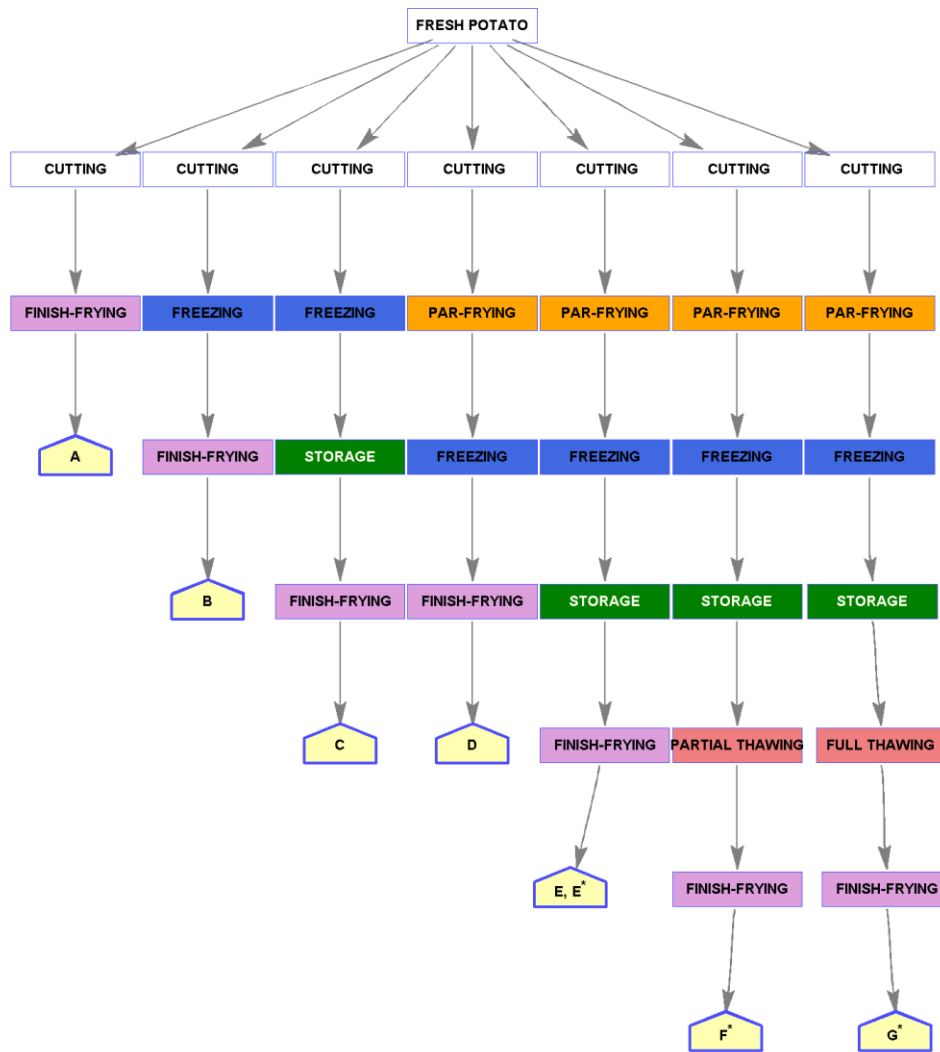 FRESH POTATO
CUTTING CUTTING CUTTING CUTTING CUTTING CUTTING CUTTING
FINISH-FRYING FREEZING FREEZING PAR-FRYING PAR-FRYING PAR-FRYING PAR-FRYING
A FINISH-FRYING STORAGE FREEZING FREEZING FREEZING FREEZING
B FINISH-FRYING FINISH-FRYING STORAGE STORAGE STORAGE
C D FINISH-FRYING PARTIAL THAWING FULL THAWING
E, E* FINISH-FRYING FINISH-FRYING
F* G*